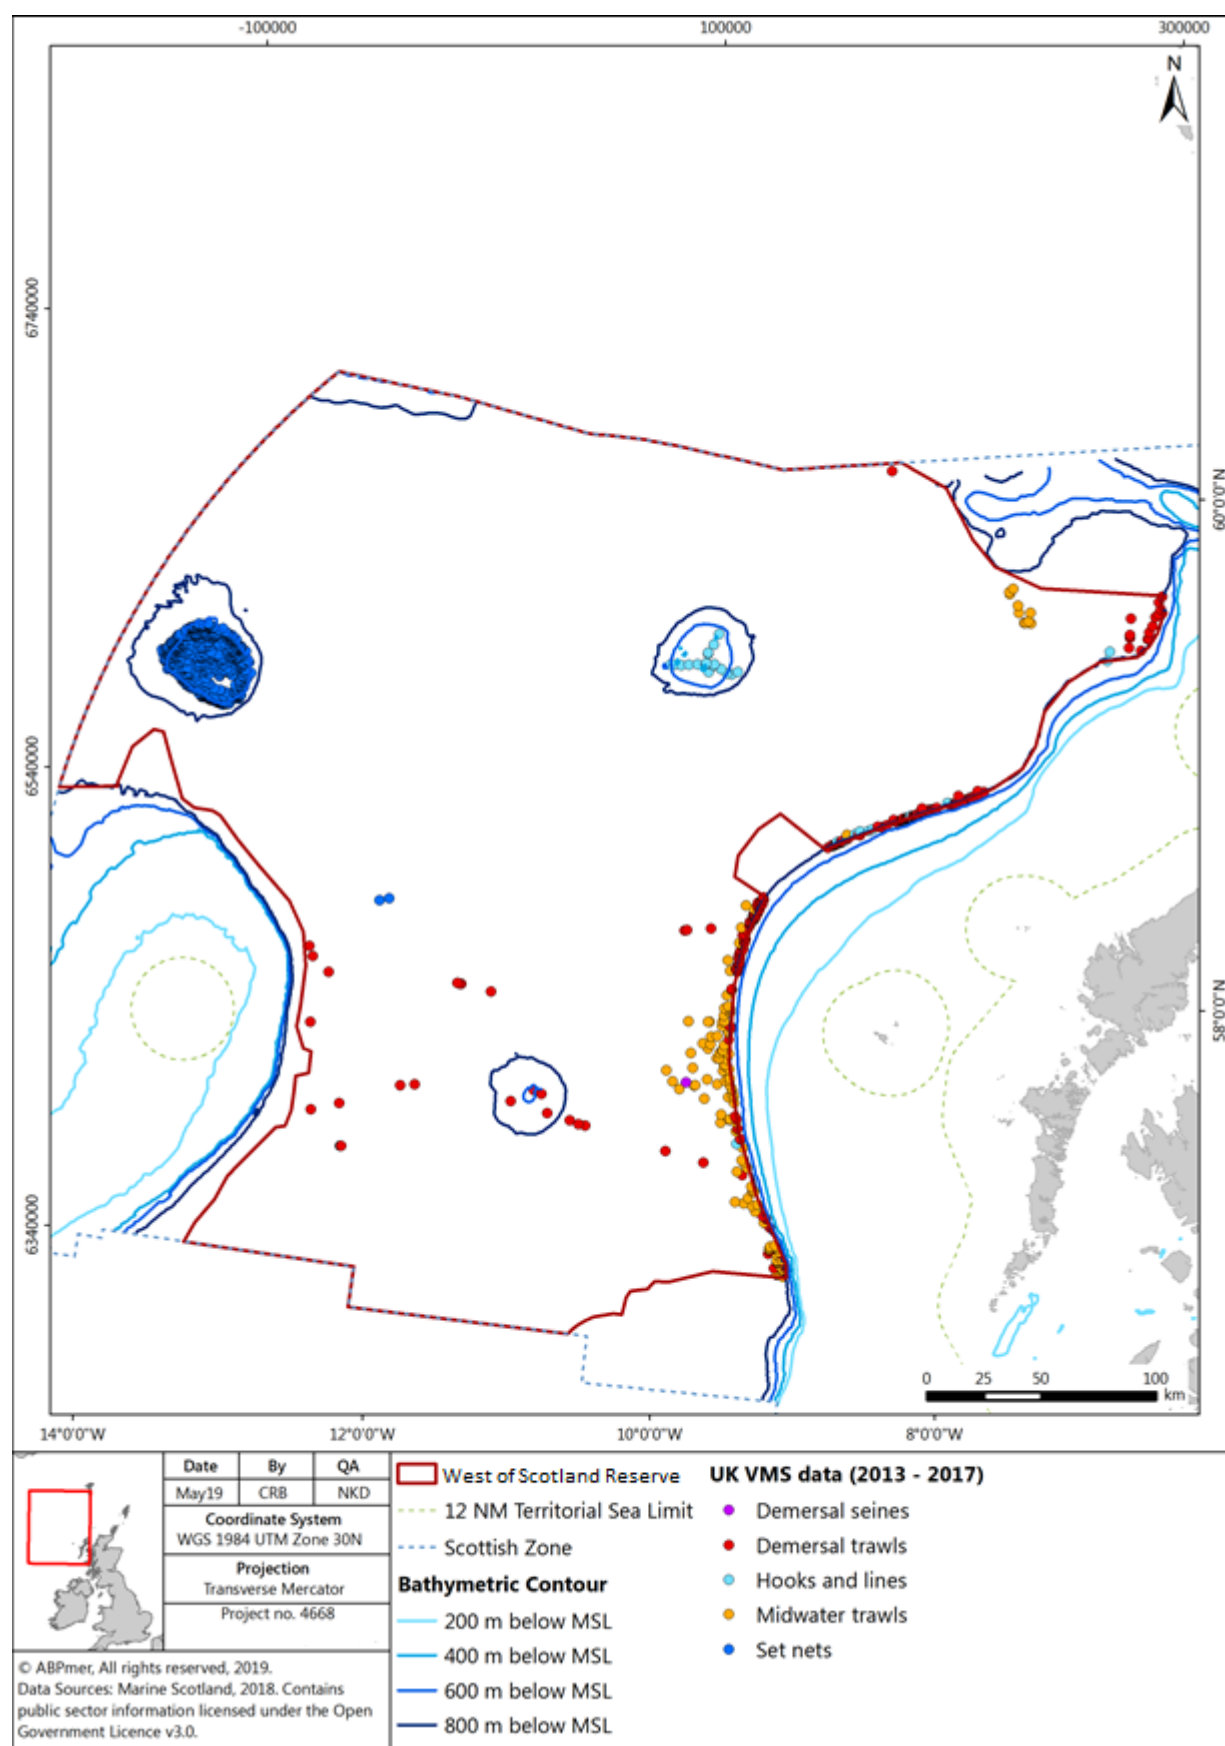 -100000
100000
300000
N
6740000
60°0'0"N
6540000
58°0'0"N
6340000
0
25
50
100
km
14°0'0"W
12°0'0"W
10°0'0"W
8°0'0"W
Date
By
QA
May19
CRB
NKD
Coordinate System
WGS 1984 UTM Zone 30N
Projection
Transverse Mercator
Project no. 4668
© ABPmer, All rights reserved, 2019.
Data Sources: Marine Scotland, 2018. Contains
public sector information licensed under the Open
Government Licence v3.0.
West of Scotland Reserve
12 NM Territorial Sea Limit
Scottish Zone
Bathymetric Contour
200 m below MSL
400 m below MSL
600 m below MSL
800 m below MSL
UK VMS data (2013 - 2017)
Demersal seines
Demersal trawls
Hooks and lines
Midwater trawls
Set nets